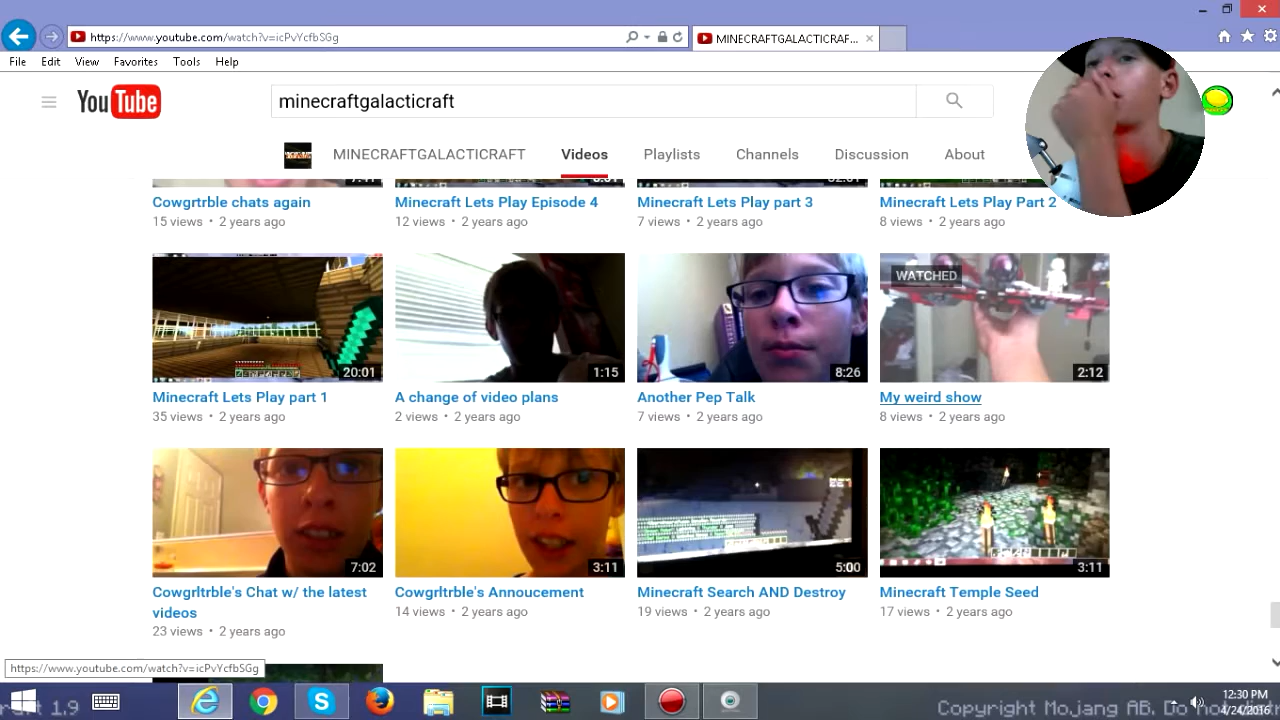 https://www.youtube.com/watch?v=icPvYcfbSGg
MINECRAFTGALACTICRAF...
File Edit View Favorites Tools Help
YouTube
minecraftgalacticraft
MINECRAFTGALACTICRAFT Videos Playlists Channels Discussion About
Cowgrtrble chats again
15 views • 2 years ago
Minecraft Lets Play Episode 4
12 views • 2 years ago
Minecraft Lets Play part 3
7 views • 2 years ago
Minecraft Lets Play Part 2
8 views • 2 years ago
20:01
Minecraft Lets Play part 1
35 views • 2 years ago
1:15
A change of video plans
2 views • 2 years ago
8:26
Another Pep Talk
7 views • 2 years ago
WATCHED
2:12
My weird show
8 views • 2 years ago
7:02
Cowgrltrble's Chat w/ the latest
videos
23 views • 2 years ago
3:11
Cowgrltrble's Annoucement
14 views • 2 years ago
5:00
Minecraft Search AND Destroy
19 views • 2 years ago
3:11
Minecraft Temple Seed
17 views • 2 years ago
https://www.youtube.com/watch?v=icPvYcfbSGg
1.9
Copyright Mojang AB. Do
12:30 PM
4/24/2016